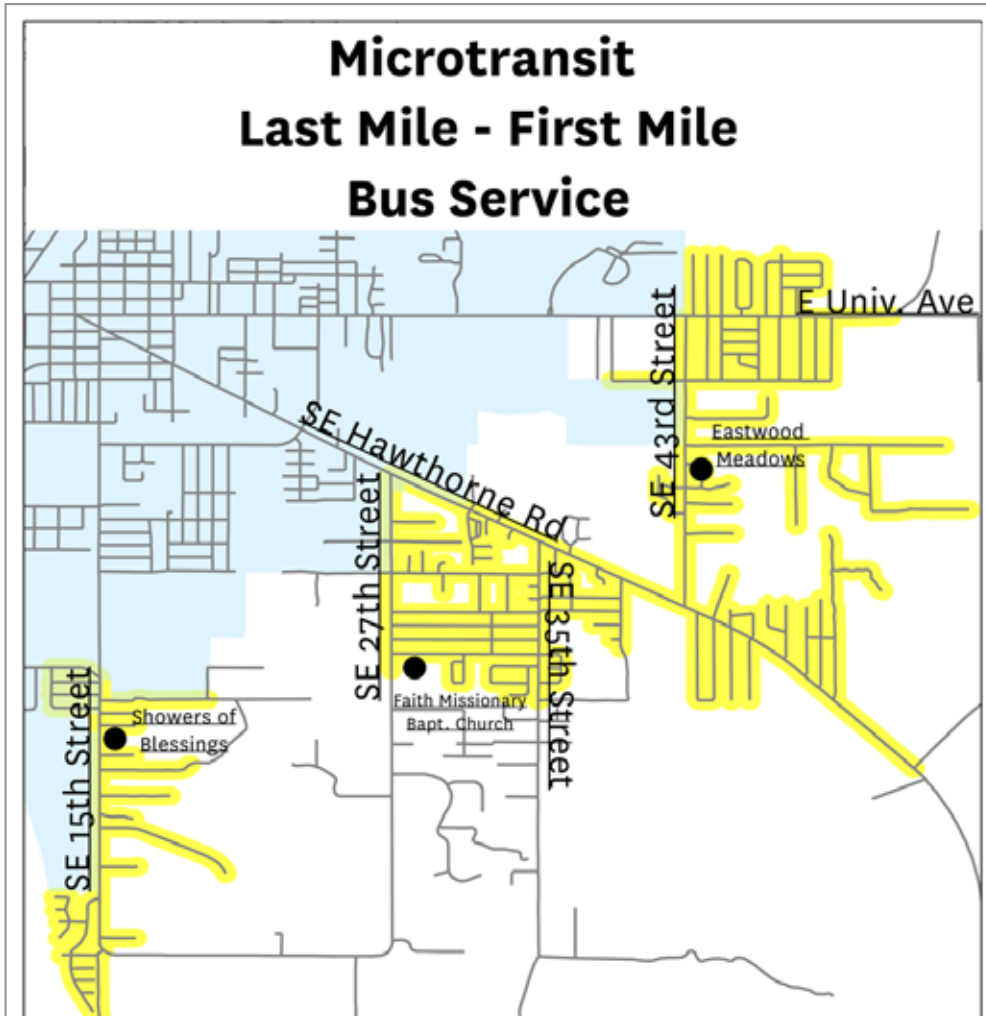 Microtransit
Last Mile - First Mile
Bus Service
E Univ. Ave
SE 43rd Street
SE Hawthorne Rd
Eastwood
Meadows
SE 27th Street
SE 35th Street
SE 15th Street
Faith Missionary
Bapt. Church
Showers of
Blessings